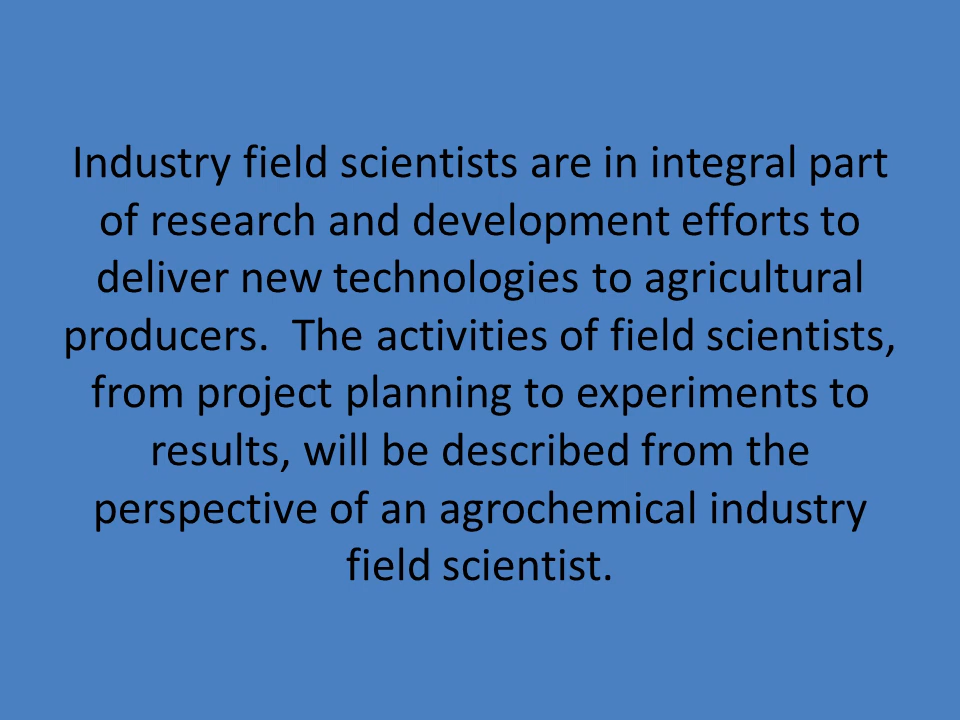 Industry field scientists are in integral part
of research and development efforts to
deliver new technologies to agricultural
producers.  The activities of field scientists,
from project planning to experiments to
results, will be described from the
perspective of an agrochemical industry
field scientist.